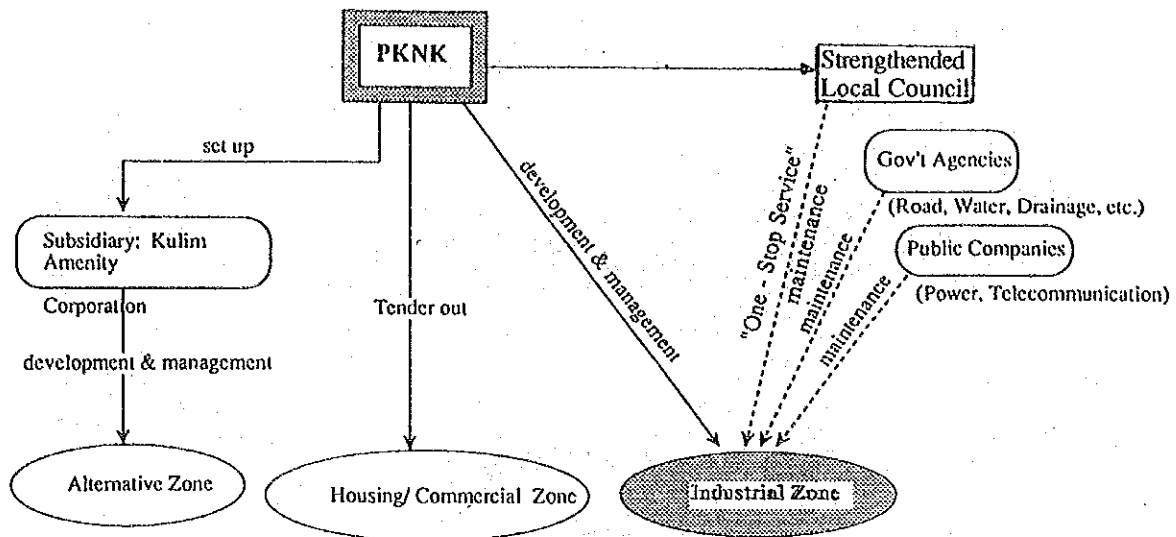 PKNK
Strengthended
Local Council
set up
development & management
"One - Stop Service"
maintenance
maintenance
maintenance
Gov't Agencies
(Road, Water, Drainage, etc.)
Public Companies
(Power, Telecommunication)
Subsidiary: Kulim
Amenity
Corporation
Tender out
development & management
Alternative Zone
Housing/ Commercial Zone
Industrial Zone